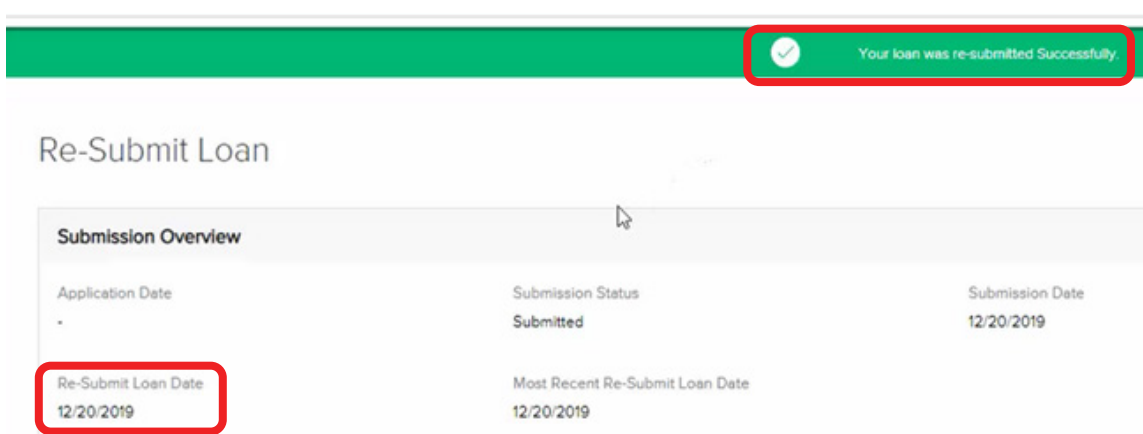 Your loan was re-submitted Successfully.
Re-Submit Loan
Submission Overview
Application Date
Submission Status
Submission Date
-
Submitted
12/20/2019
Re-Submit Loan Date
Most Recent Re-Submit Loan Date
12/20/2019
12/20/2019